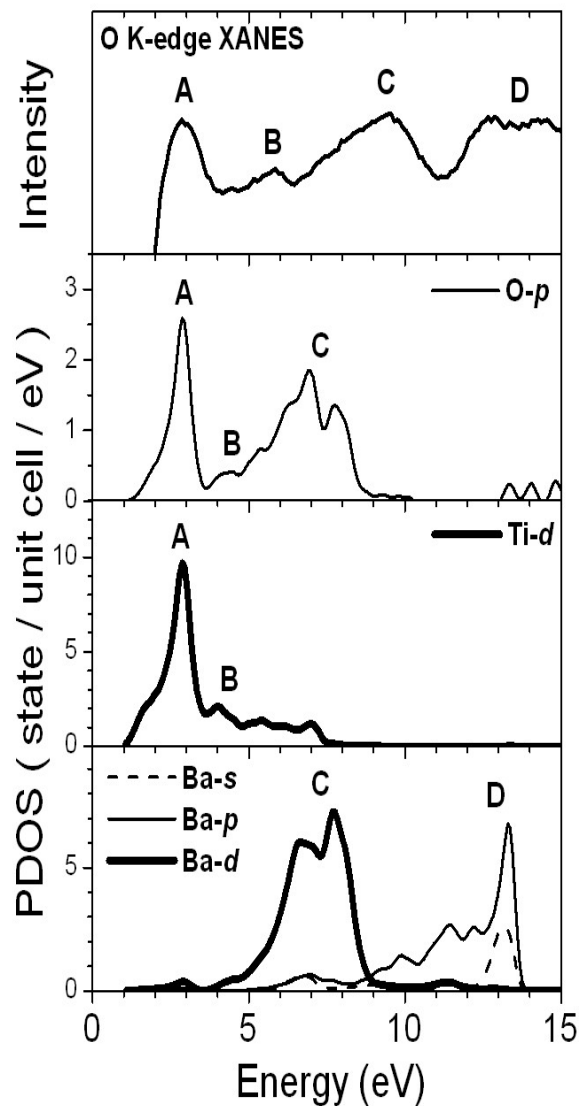 O K-edge XANES
A
B
C
D
Intensity
O-p
A
B
C
3
2
1
0
Ti-d
A
B
10
5
0
Ba-s
Ba-p
Ba-d
C
D
5
0
PDOS ( state / unit cell / eV)
0 5 10 15
Energy (eV)